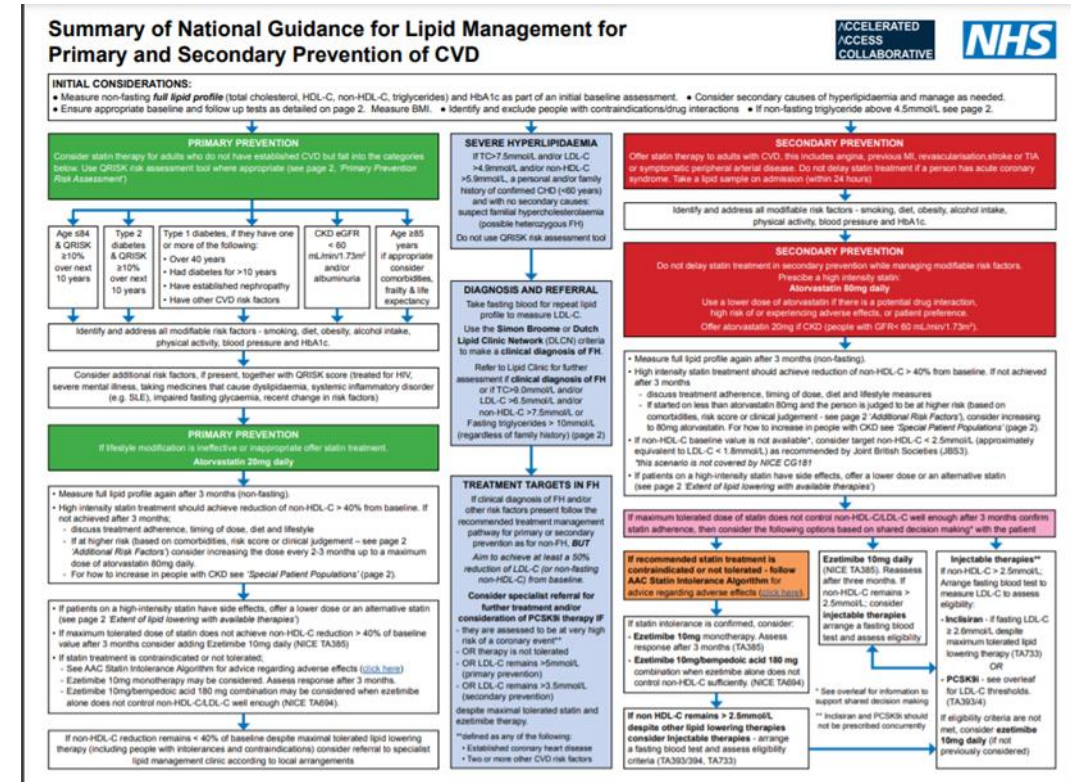 Summary of National Guidance for Lipid Management for
Primary and Secondary Prevention of CVD
ACCELERATED
ACCESS
COLLABORATIVE
NHS
INITIAL CONSIDERATIONS:
• Measure non-fasting full lipid profile (total cholesterol, HDL-C, non-HDL-C, triglycerides) and HbA1c as part of an initial baseline assessment. • Consider secondary causes of hyperlipidaemia and manage as needed.
• Ensure appropriate baseline and follow up tests as detailed on page 2. Measure BMI. • Identify and exclude people with contraindications/drug interactions • If non-fasting triglyceride above 4.5mmol/L see page 2.
PRIMARY PREVENTION
Consider statin therapy for adults who do not have established CVD but fall into the categories
below. Use QRISK risk assessment tool where appropriate (see page 2, 'Primary Prevention
Risk Assessment')
Age ≤84
& QRISK
≥10%
over next
10 years
Type 2
diabetes
& QRISK
≥10%
over next
10 years
Type 1 diabetes, if they have one
or more of the following:
• Over 40 years
• Had diabetes for >10 years
• Have established nephropathy
• Have other CVD risk factors
CKD eGFR
< 60
mL/min/1.73m²
and/or
albuminuria
Age ≥85
years
if appropriate
consider
comorbidities,
frailty & life
expectancy
Identify and address all modifiable risk factors - smoking, diet, obesity, alcohol intake,
physical activity, blood pressure and HbA1c.
Consider additional risk factors, if present, together with QRISK score (treated for HIV,
severe mental illness, taking medicines that cause dyslipidaemia, systemic inflammatory disorder
(e.g. SLE), impaired fasting glycaemia, recent change in risk factors)
PRIMARY PREVENTION
If lifestyle modification is ineffective or inappropriate offer statin treatment.
Atorvastatin 20mg daily
• Measure full lipid profile again after 3 months (non-fasting).
• High intensity statin treatment should achieve reduction of non-HDL-C > 40% from baseline. If
not achieved after 3 months;
- discuss treatment adherence, timing of dose, diet and lifestyle
- If at higher risk (based on comorbidities, risk score or clinical judgement – see page 2
'Additional Risk Factors') consider increasing the dose every 2-3 months up to a maximum
dose of atorvastatin 80mg daily.
- For how to increase in people with CKD see 'Special Patient Populations' (page 2).
• If patients on a high-intensity statin have side effects, offer a lower dose or an alternative statin
(see page 2 'Extent of lipid lowering with available therapies')
• If maximum tolerated dose of statin does not achieve non-HDL-C reduction > 40% of baseline
value after 3 months consider adding Ezetimibe 10mg daily (NICE TA385)
• If statin treatment is contraindicated or not tolerated;
- See AAC Statin Intolerance Algorithm for advice regarding adverse effects (click here)
- Ezetimibe 10mg monotherapy may be considered. Assess response after 3 months.
- Ezetimibe 10mg/bempedoic acid 180 mg combination may be considered when ezetimibe
alone does not control non-HDL-C/LDL-C well enough (NICE TA694).
If non-HDL-C reduction remains < 40% of baseline despite maximal tolerated lipid lowering
therapy (including people with intolerances and contraindications) consider referral to specialist
lipid management clinic according to local arrangements
SEVERE HYPERLIPIDAEMIA
If TC>7.5mmol/L and/or LDL-C
>4.9mmol/L and/or non-HDL-C
>5.9mmol/L, a personal and/or family
history of confirmed CHD (<60 years)
and with no secondary causes:
suspect familial hypercholesterolaemia
(possible heterozygous FH)
Do not use QRISK risk assessment tool
DIAGNOSIS AND REFERRAL
Take fasting blood for repeat lipid
profile to measure LDL-C.
Use the Simon Broome or Dutch
Lipid Clinic Network (DLCN) criteria
to make a clinical diagnosis of FH.
Refer to Lipid Clinic for further
assessment if clinical diagnosis of FH
or if TC>9.0mmol/L and/or
LDL-C >6.5mmol/L and/or
non-HDL-C >7.5mmol/L or
Fasting triglycerides > 10mmol/L
(regardless of family history) (page 2)
TREATMENT TARGETS IN FH
If clinical diagnosis of FH and/or
other risk factors present follow the
recommended treatment management
pathway for primary or secondary
prevention as for non-FH, BUT
Aim to achieve at least a 50%
reduction of LDL-C (or non-fasting
non-HDL-C) from baseline.
Consider specialist referral for
further treatment and/or
consideration of PCSK9i therapy IF
- they are assessed to be at very high
risk of a coronary event**
- OR therapy is not tolerated
- OR LDL-C remains >5mmol/L
(primary prevention)
- OR LDL-C remains >3.5mmol/L
(secondary prevention)
despite maximal tolerated statin and
ezetimibe therapy.
**defined as any of the following:
• Established coronary heart disease
• Two or more other CVD risk factors
SECONDARY PREVENTION
Offer statin therapy to adults with CVD, this includes angina, previous MI, revascularisation,stroke or TIA
or symptomatic peripheral arterial disease. Do not delay statin treatment if a person has acute coronary
syndrome. Take a lipid sample on admission (within 24 hours)
Identify and address all modifiable risk factors - smoking, diet, obesity, alcohol intake,
physical activity, blood pressure and HbA1c.
SECONDARY PREVENTION
Do not delay statin treatment in secondary prevention while managing modifiable risk factors.
Prescibe a high intensity statin:
Atorvastatin 80mg daily
Use a lower dose of atorvastatin if there is a potential drug interaction,
high risk of or experiencing adverse effects, or patient preference.
Offer atorvastatin 20mg if CKD (people with GFR< 60 mL/min/1.73m²).
• Measure full lipid profile again after 3 months (non-fasting).
• High intensity statin treatment should achieve reduction of non-HDL-C > 40% from baseline. If not achieved
after 3 months
- discuss treatment adherence, timing of dose, diet and lifestyle measures
- If started on less than atorvastatin 80mg and the person is judged to be at higher risk (based on
comorbidities, risk score or clinical judgement - see page 2 'Additional Risk Factors'), consider increasing
to 80mg atorvastatin. For how to increase in people with CKD see 'Special Patient Populations' (page 2).
• If non-HDL-C baseline value is not available*, consider target non-HDL-C < 2.5mmol/L (approximately
equivalent to LDL-C < 1.8mmol/L) as recommended by Joint British Societies (JBS3).
*this scenario is not covered by NICE CG181
• If patients on a high-intensity statin have side effects, offer a lower dose or an alternative statin
(see page 2 'Extent of lipid lowering with available therapies')
If maximum tolerated dose of statin does not control non-HDL-C/LDL-C well enough after 3 months confirm
statin adherence, then consider the following options based on shared decision making* with the patient
If recommended statin treatment is
contraindicated or not tolerated - follow
AAC Statin Intolerance Algorithm for
advice regarding adverse effects (click here).
If statin intolerance is confirmed, consider:
- Ezetimibe 10mg monotherapy. Assess
response after 3 months (TA385)
- Ezetimibe 10mg/bempedoic acid 180 mg
combination when ezetimibe alone does not
control non-HDL-C sufficiently. (NICE TA694)
If non HDL-C remains > 2.5mmol/L
despite other lipid lowering therapies
consider Injectable therapies - arrange
a fasting blood test and assess eligibility
criteria (TA393/394, TA733)
Ezetimibe 10mg daily
(NICE TA385). Reassess
after three months. If
non-HDL-C remains >
2.5mmol/L; consider
injectable therapies
arrange a fasting blood
test and assess eligibility
* See overleaf for information to
support shared decision making
** Inclisiran and PCSK9i should
not be prescribed concurrently
Injectable therapies**
If non-HDL-C > 2.5mmol/L;
Arrange fasting blood test to
measure LDL-C to assess
eligibility:
- Inclisiran - if fasting LDL-C
≥ 2.6mmol/L despite
maximum tolerated lipid
lowering therapy (TA733)
OR
- PCSK9i - see overleaf
for LDL-C thresholds.
(TA393/4)
If eligibility criteria are not
met, consider ezetimibe
10mg daily (if not
previously considered)